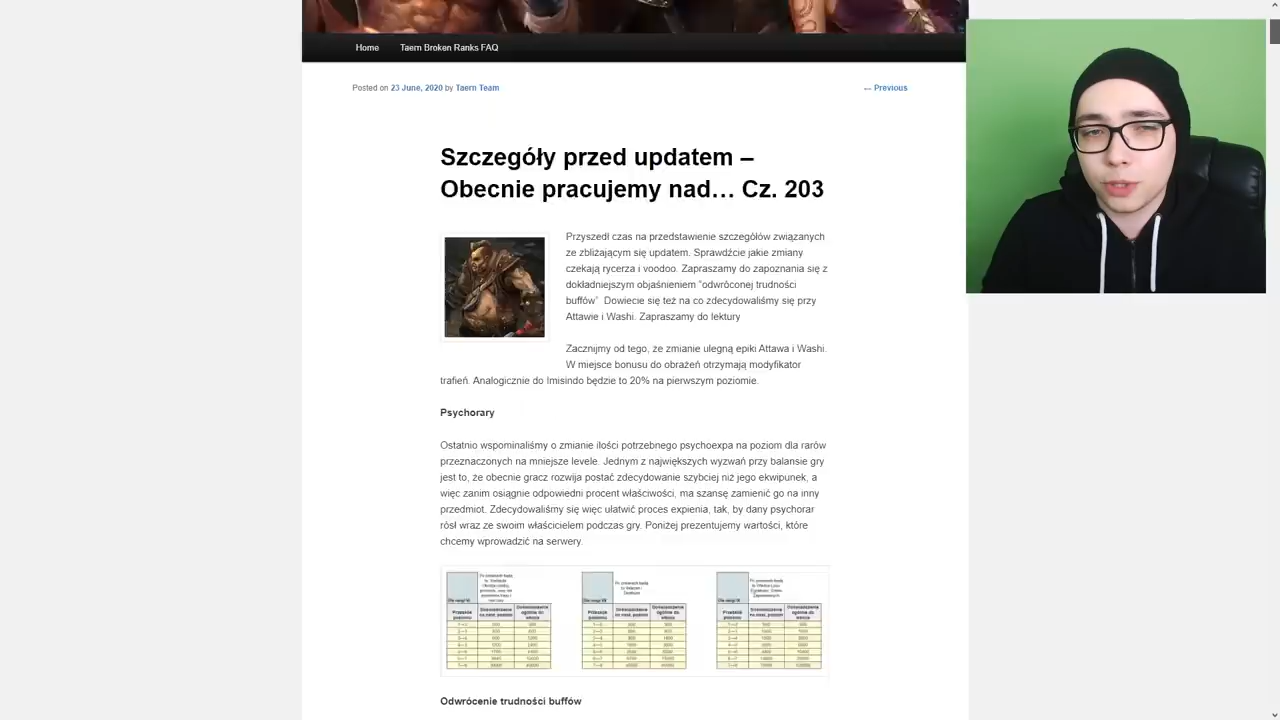 Home
Taern Broken Ranks FAQ
Posted on 23 June, 2020 by Taern Team
← Previous
Szczegóły przed updatem –
Obecnie pracujemy nad… Cz. 203
Przyszedł czas na przedstawienie szczegółów związanych
ze zbliżającym się updatem. Sprawdźcie jakie zmiany
czekają rycerza i voodoo. Zapraszamy do zapoznania się z
dokładniejszym objaśnieniem "odwróconej trudności
buffów" Dowiecie się też na co zdecydowaliśmy się przy
Attawie i Washi. Zapraszamy do lektury
Zacznijmy od tego, że zmianie ulegną epiki Attawa i Washi.
W miejsce bonusu do obrażeń otrzymają modyfikator
trafień. Analogicznie do Imisindo będzie to 20% na pierwszym poziomie.
Psychorary
Ostatnio wspominaliśmy o zmianie ilości potrzebnego psychoexpa na poziom dla rarów
przeznaczonych na mniejsze levele. Jednym z największych wyzwań przy balansie gry
jest to, że obecnie gracz rozwija postać zdecydowanie szybciej niż jego ekwipunek, a
więc zanim osiągnie odpowiedni procent właściwości, ma szansę zamienić go na inny
przedmiot. Zdecydowaliśmy się więc ułatwić proces expienia, tak, by dany psychorar
rósł wraz ze swoim właścicielem podczas gry. Poniżej prezentujemy wartości, które
chcemy wprowadzić na serwery.
Odwrócenie trudności buffów